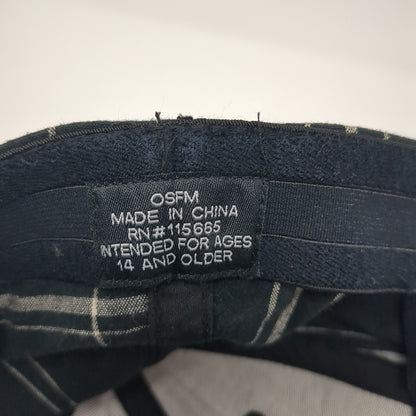 OSFM
MADE IN CHINA
RN#115665
INTENDED FOR AGES
14 AND OLDER